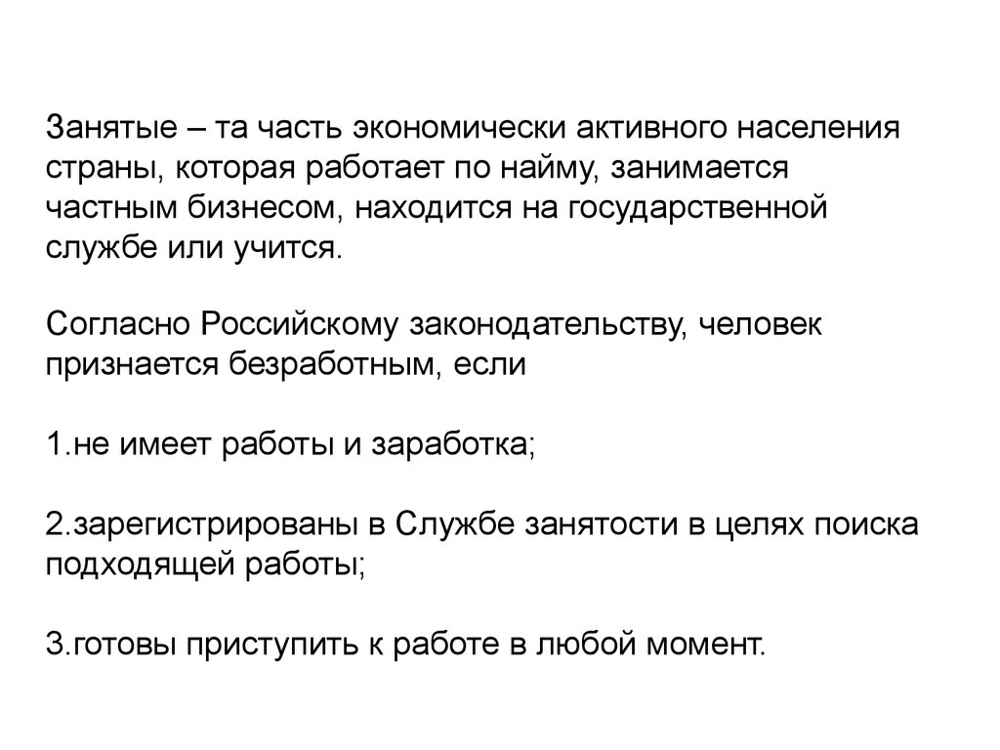 Занятые – та часть экономически активного населения
страны, которая работает по найму, занимается
частным бизнесом, находится на государственной
службе или учится.
Согласно Российскому законодательству, человек
признается безработным, если
1.не имеет работы и заработка;
2.зарегистрированы в Службе занятости в целях поиска
подходящей работы;
3.готовы приступить к работе в любой момент.